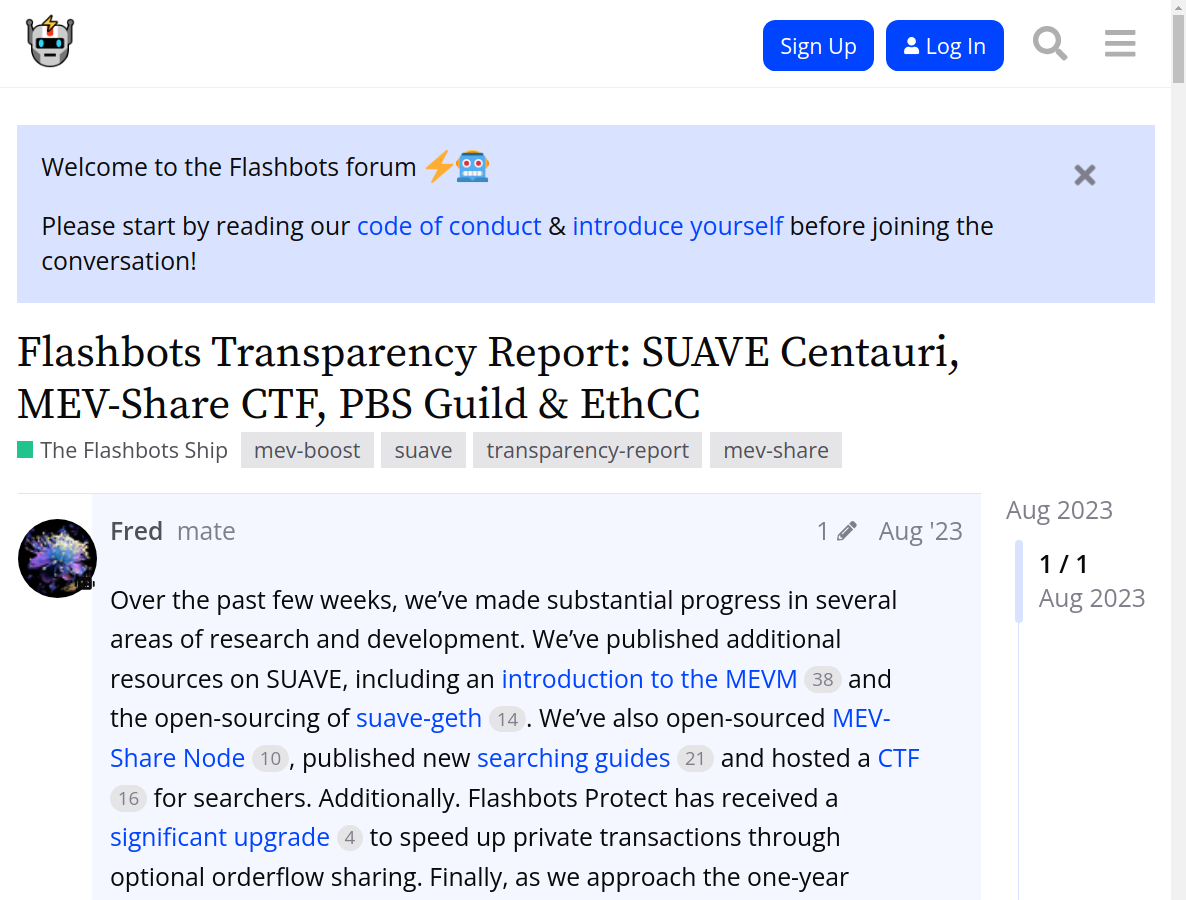 Sign Up
Log In
Welcome to the Flashbots forum
Please start by reading our code of conduct & introduce yourself before joining the
conversation!
Flashbots Transparency Report: SUAVE Centauri,
MEV-Share CTF, PBS Guild & EthCC
The Flashbots Ship mev-boost suave transparency-report mev-share
Fred mate 1 Aug '23
Aug 2023
1 / 1
Aug 2023
Over the past few weeks, we’ve made substantial progress in several
areas of research and development. We’ve published additional
resources on SUAVE, including an introduction to the MEVM 38 and
the open-sourcing of suave-geth 14 . We’ve also open-sourced MEV-
Share Node 10 , published new searching guides 21 and hosted a CTF
16 for searchers. Additionally. Flashbots Protect has received a
significant upgrade 4 to speed up private transactions through
optional orderflow sharing. Finally, as we approach the one-year